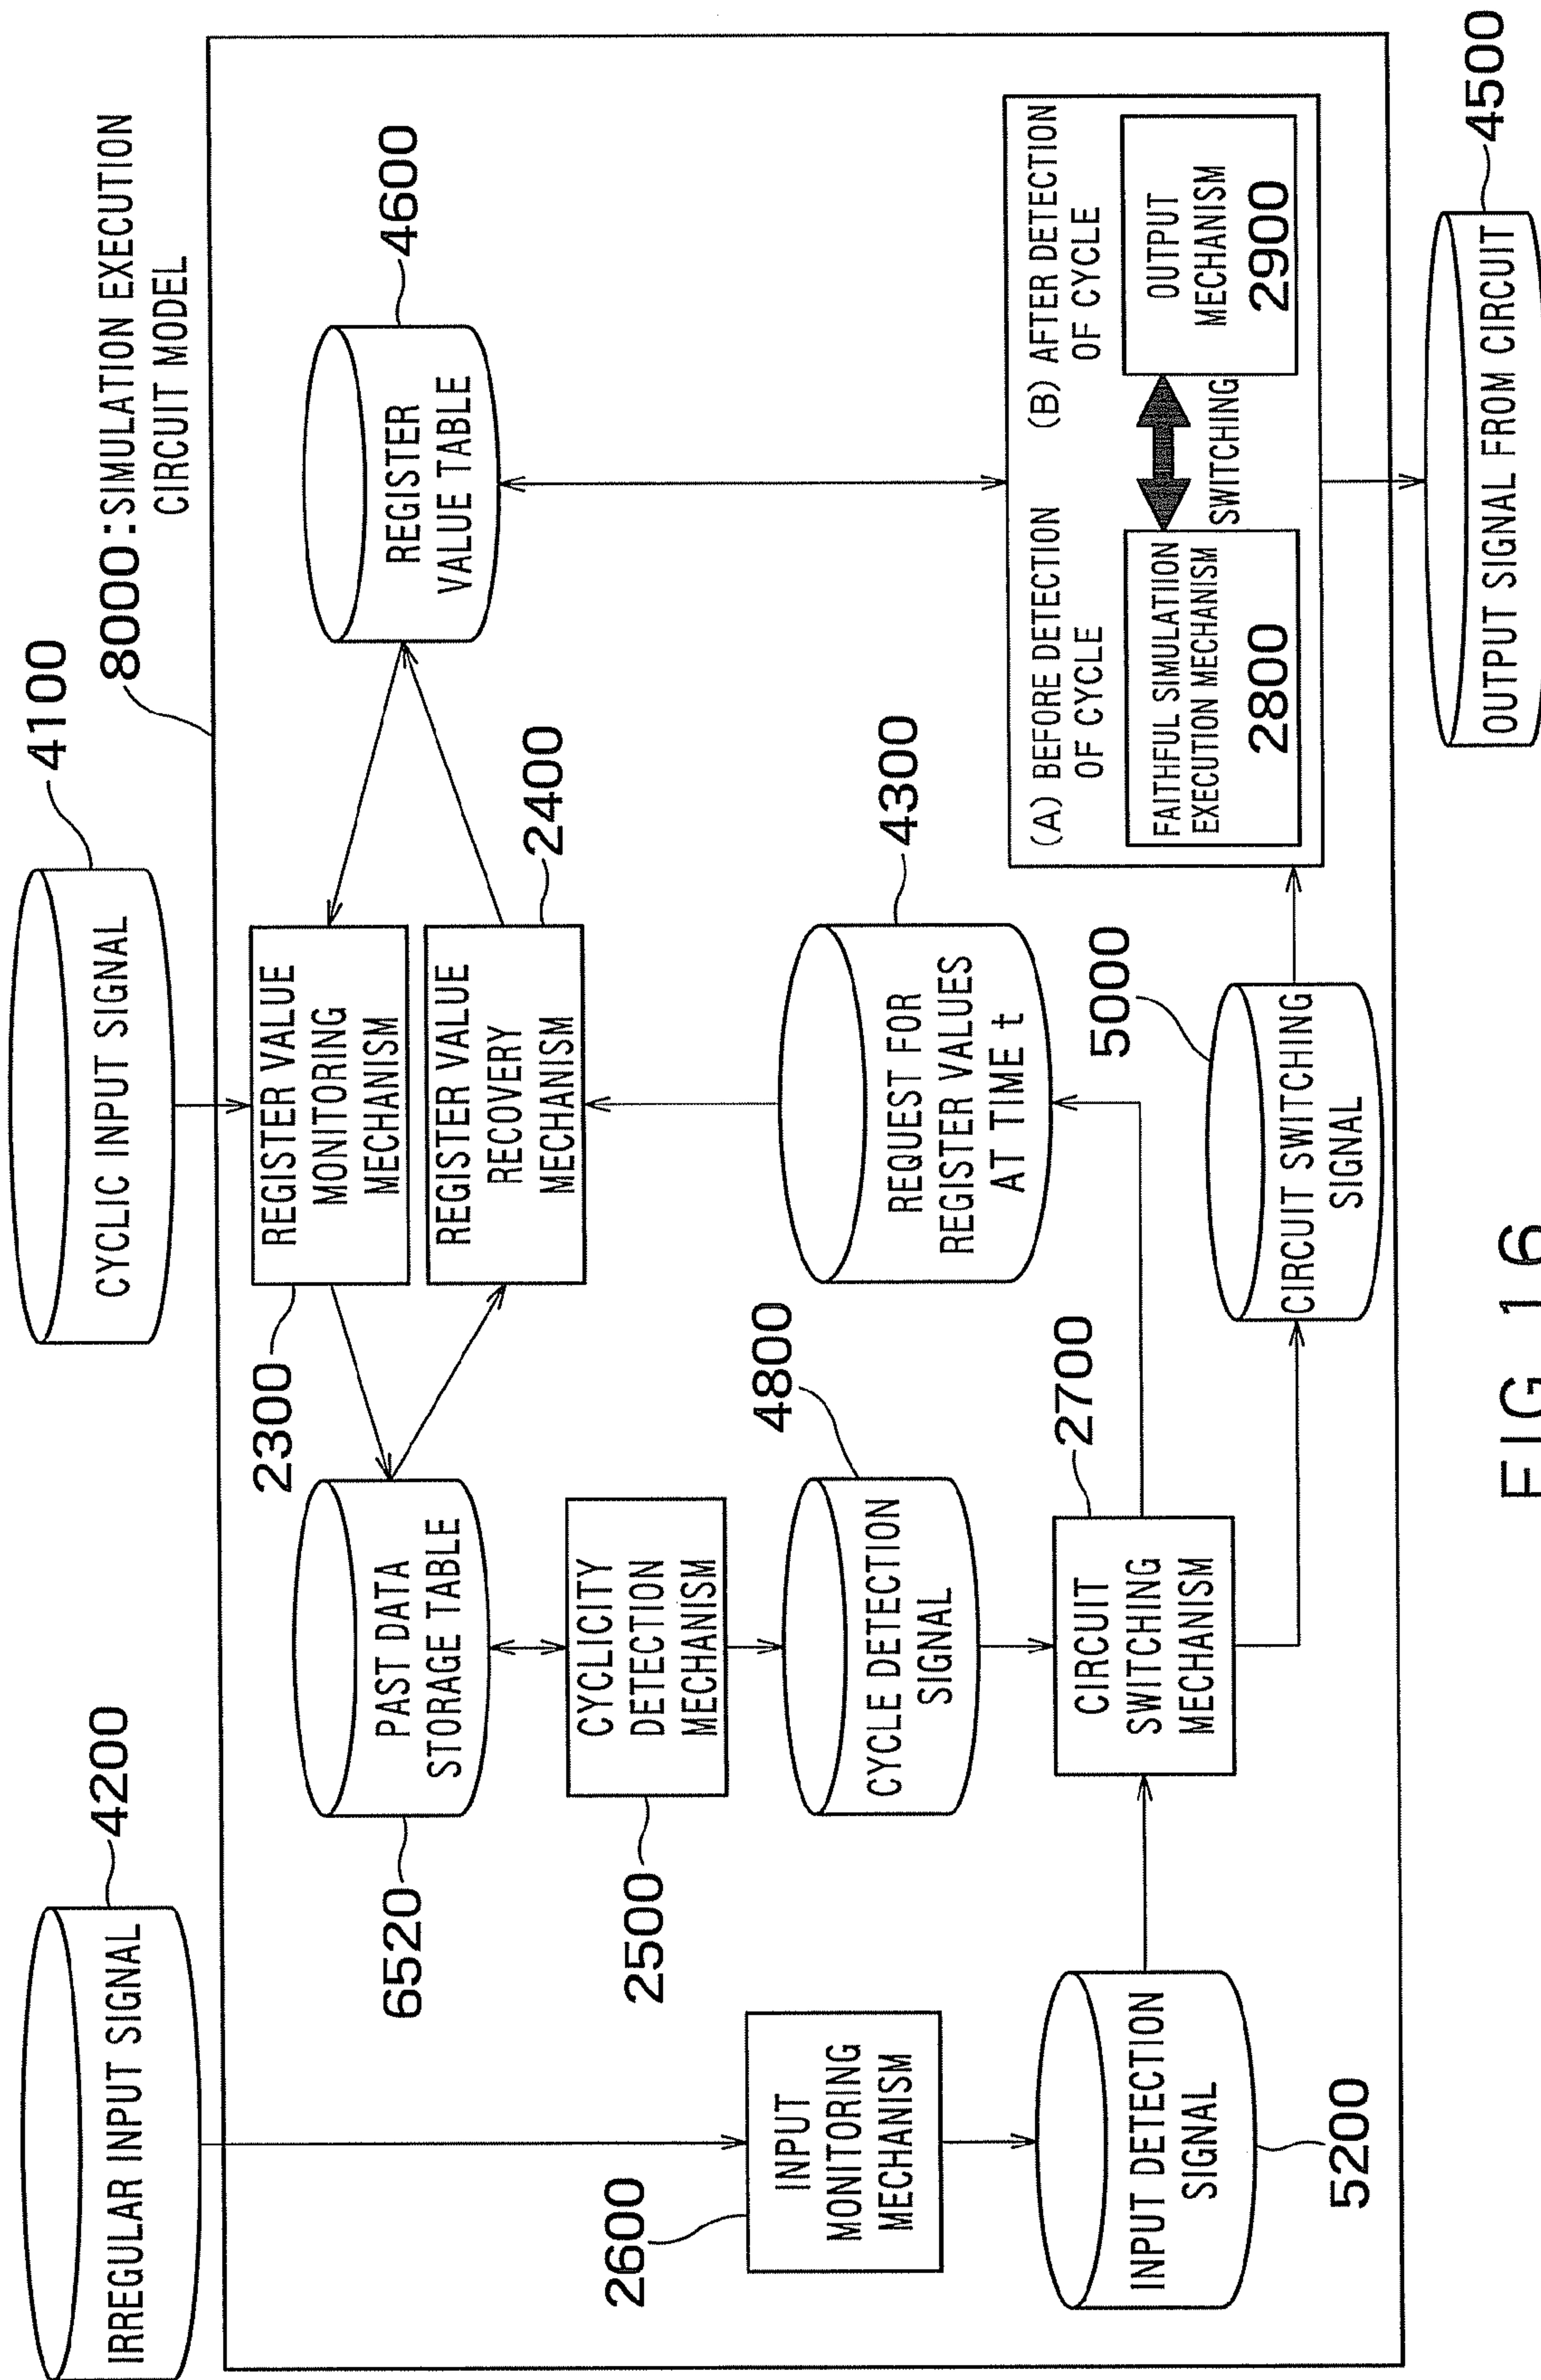 IRREGULAR INPUT SIGNAL
4200
CYCLIC INPUT SIGNAL
4100
8000:SIMULATION EXECUTION
CIRCUIT MODEL
2300
REGISTER VALUE
MONITORING
MECHANISM
REGISTER VALUE
RECOVERY
MECHANISM
2400
REGISTER
VALUE TABLE
4600
PAST DATA
STORAGE TABLE
6520
CYCLICITY
DETECTION
MECHANISM
2500
INPUT
MONITORING
MECHANISM
2600
CYCLE DETECTION
SIGNAL
4800
REQUEST FOR
REGISTER VALUES
AT TIME t
4300
INPUT DETECTION
SIGNAL
5200
CIRCUIT
SWITCHING
MECHANISM
2700
CIRCUIT SWITCHING
SIGNAL
5000
(A) BEFORE DETECTION
OF CYCLE
(B) AFTER DETECTION
OF CYCLE
FAITHFUL SIMULATIION
EXECUTION MECHANISM
2800
SWITCHING
OUTPUT
MECHANISM
2900
OUTPUT SIGNAL FROM CIRCUIT
4500
FIG. 16